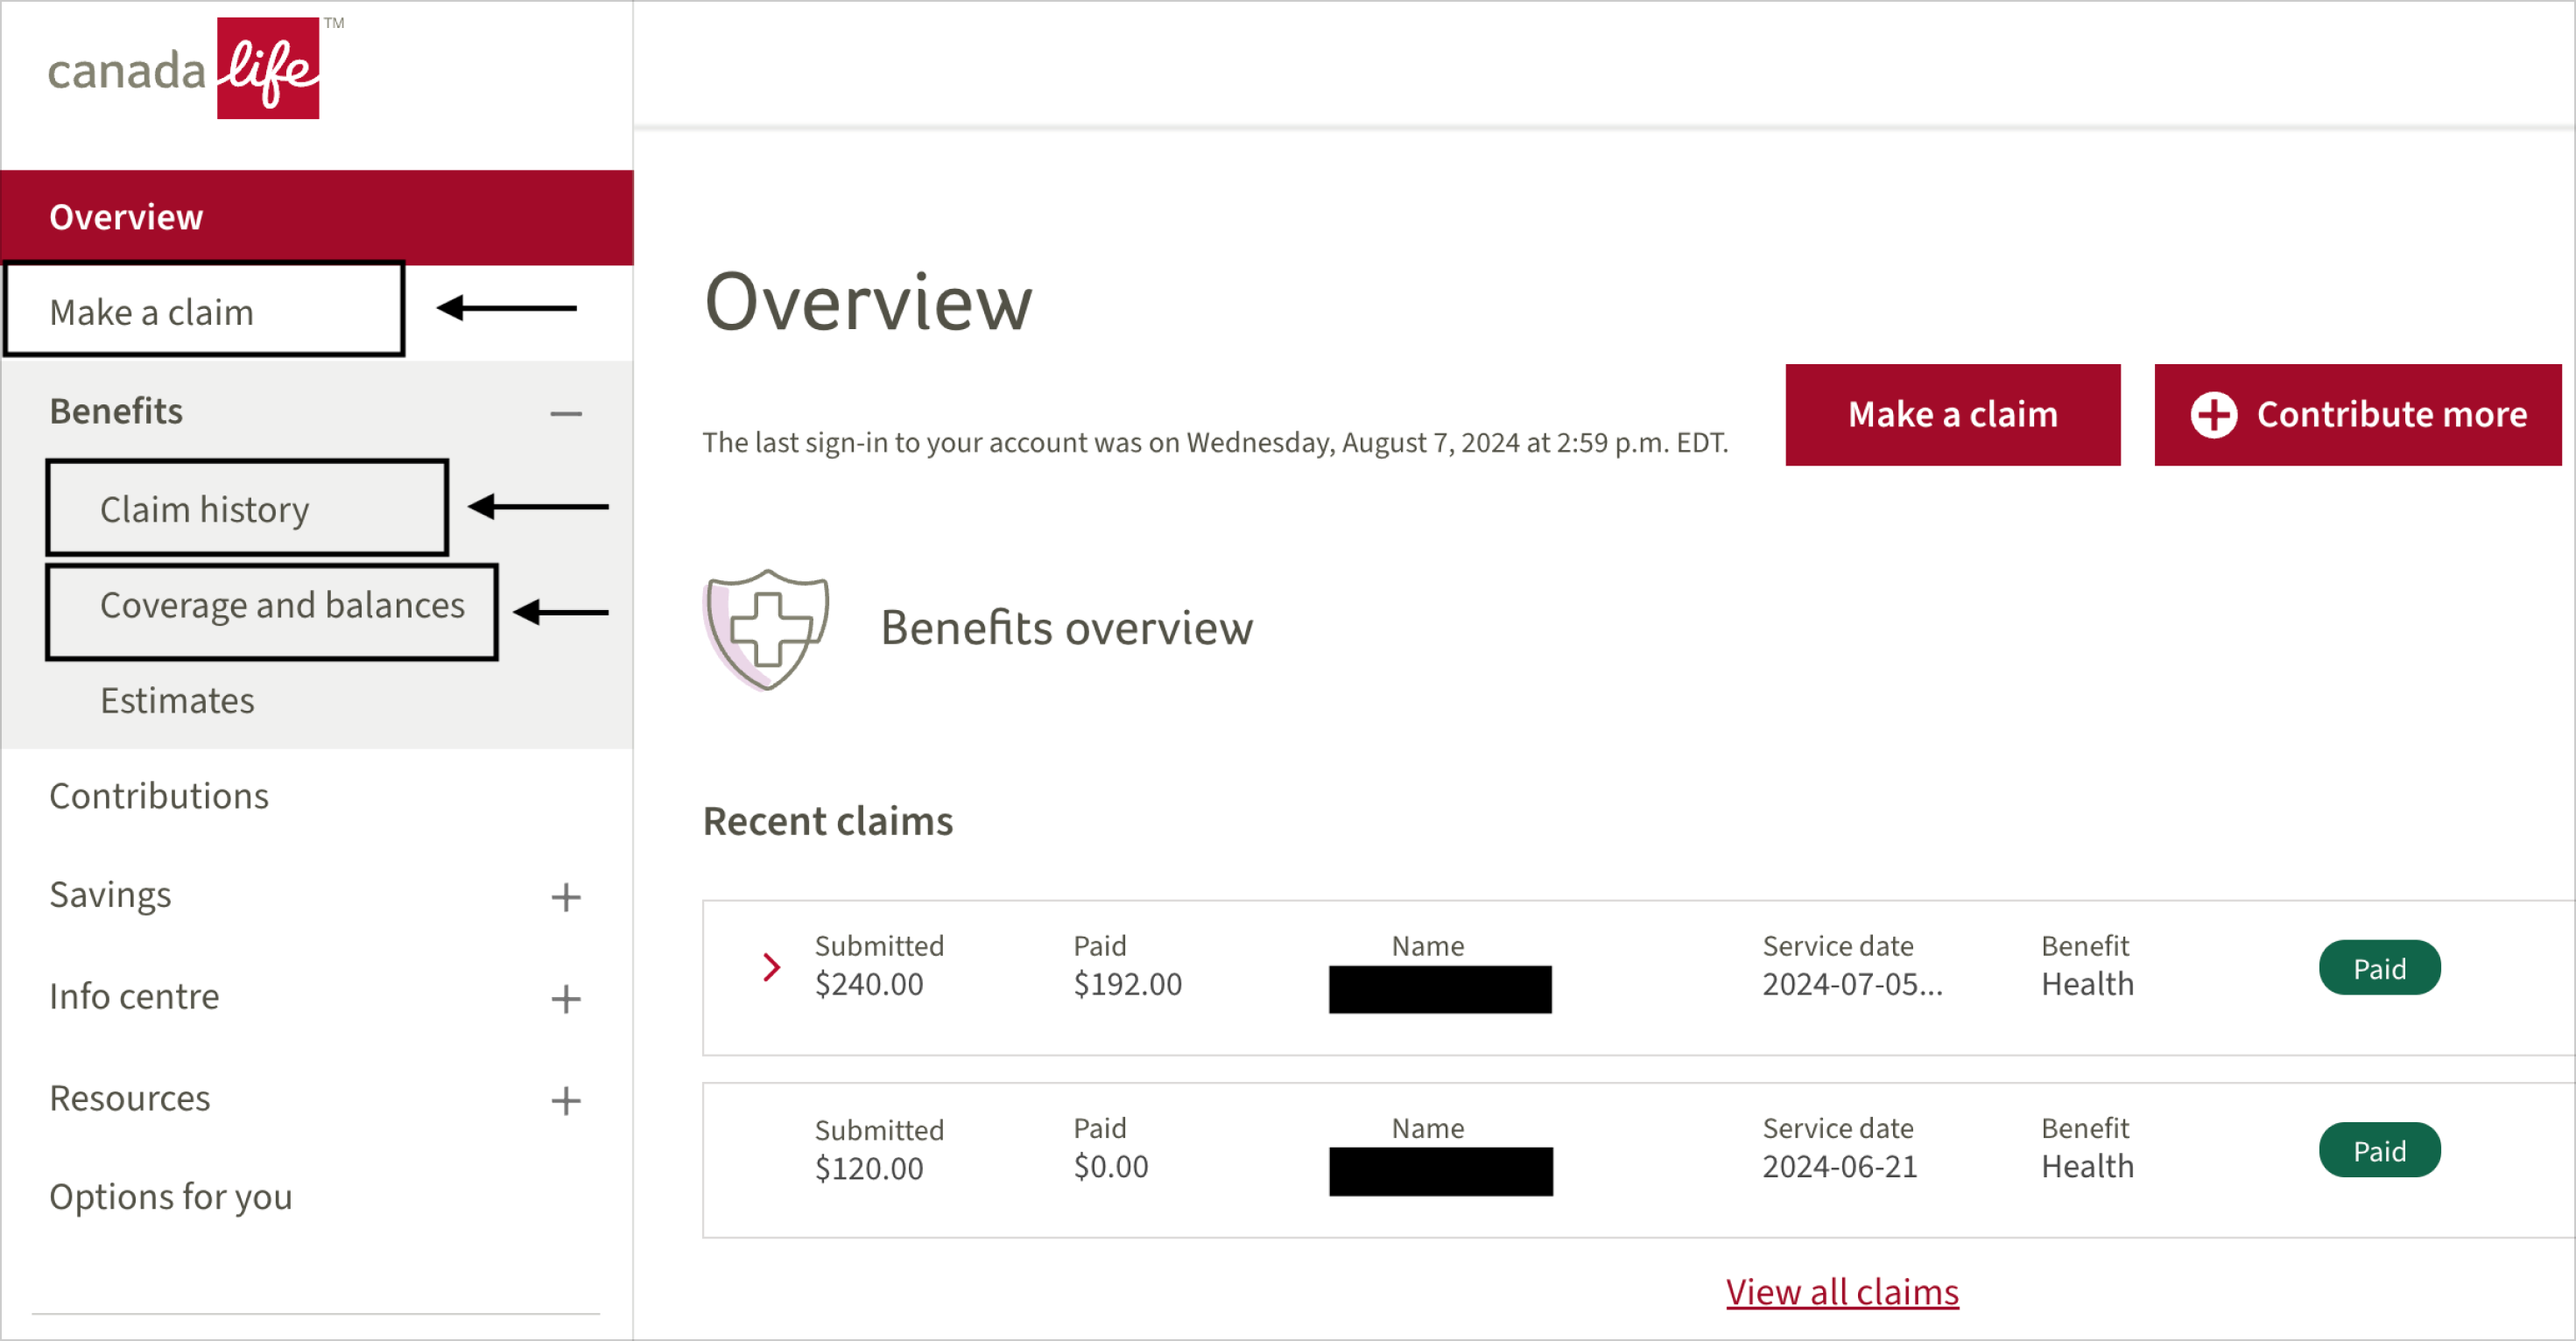 canada life™
Overview
Make a claim
Benefits
Claim history
Coverage and balances
Estimates
Contributions
Savings
Info centre
Resources
Options for you
Overview
The last sign-in to your account was on Wednesday, August 7, 2024 at 2:59 p.m. EDT.
Make a claim
Contribute more
Benefits overview
Recent claims
Submitted Paid Name Service date Benefit
$240.00 $192.00 2024-07-05... Health Paid
Submitted Paid Name Service date Benefit
$120.00 $0.00 2024-06-21 Health Paid
View all claims